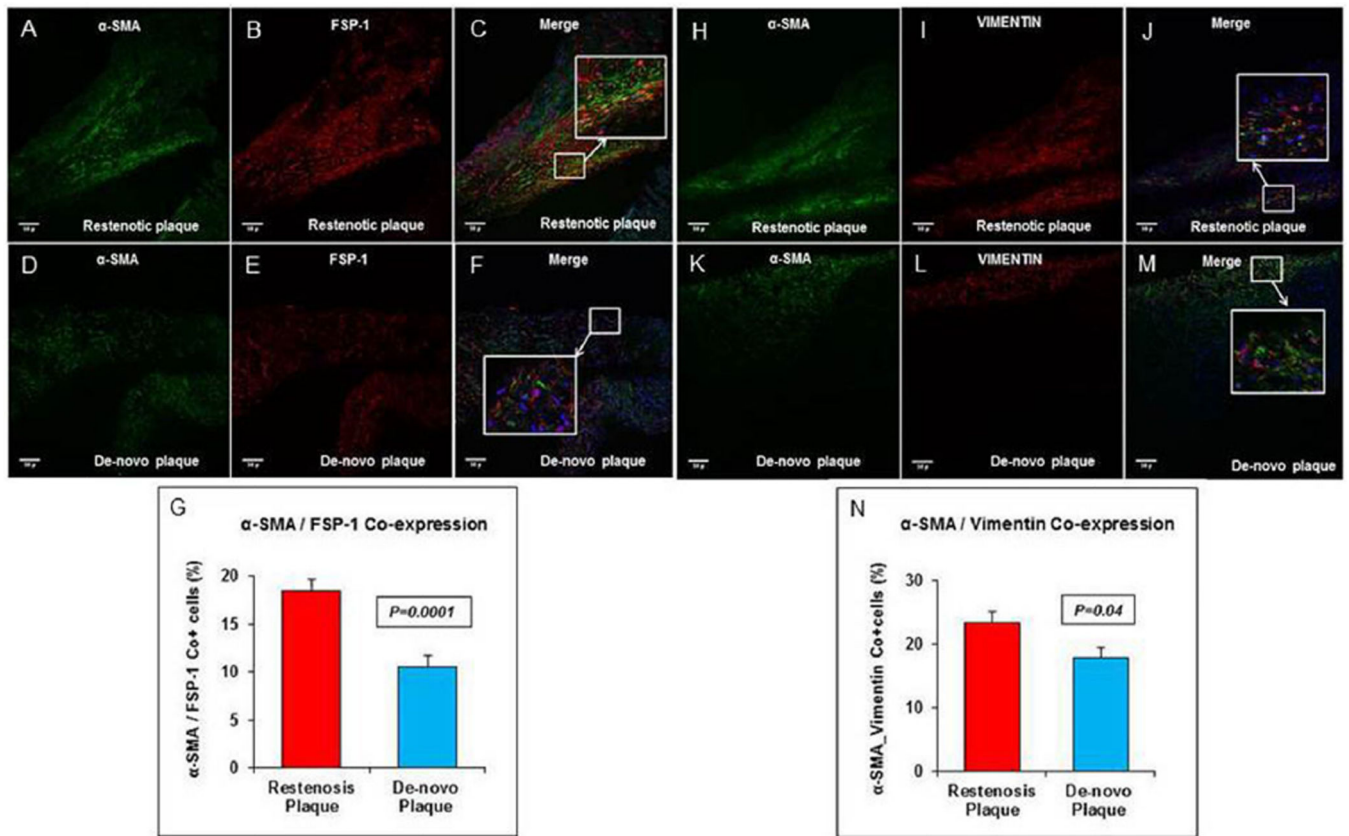 A
α-SMA
Restenotic plaque
B
FSP-1
Restenotic plaque
C
Merge
Restenotic plaque
H
α-SMA
Restenotic plaque
I
VIMENTIN
Restenotic plaque
J
Merge
Restenotic plaque
D
α-SMA
De-novo plaque
E
FSP-1
De-novo plaque
F
Merge
De-novo plaque
K
α-SMA
De-novo plaque
L
VIMENTIN
De-novo plaque
M
Merge
De-novo plaque
G
α-SMA / FSP-1 Co-expression
α-SMA / FSP-1 Co+ cells (%)
20
15
10
5
0
P=0.0001
Restenosis
Plaque
De-novo
Plaque
N
α-SMA / Vimentin Co-expression
α-SMA_Vimentin Co+cells (%)
30
20
10
0
P=0.04
Restenosis
Plaque
De-novo
Plaque